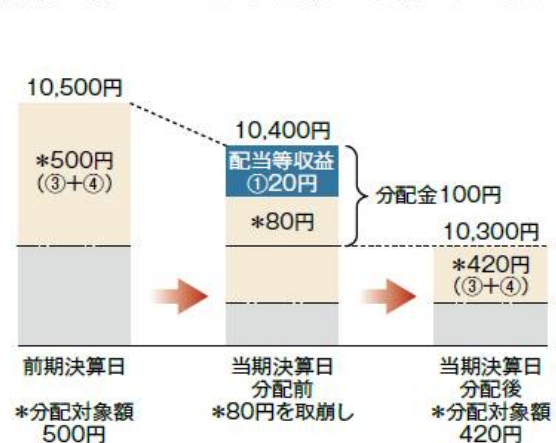 10,500円
*500円
(③+④)
10,400円
配当等収益
①20円
*80円
分配金100円
10,300円
*420円
(③+④)
前期決算日
*分配対象額
500円
当期決算日
分配前
*80円を取崩し
当期決算日
分配後
*分配対象額
420円